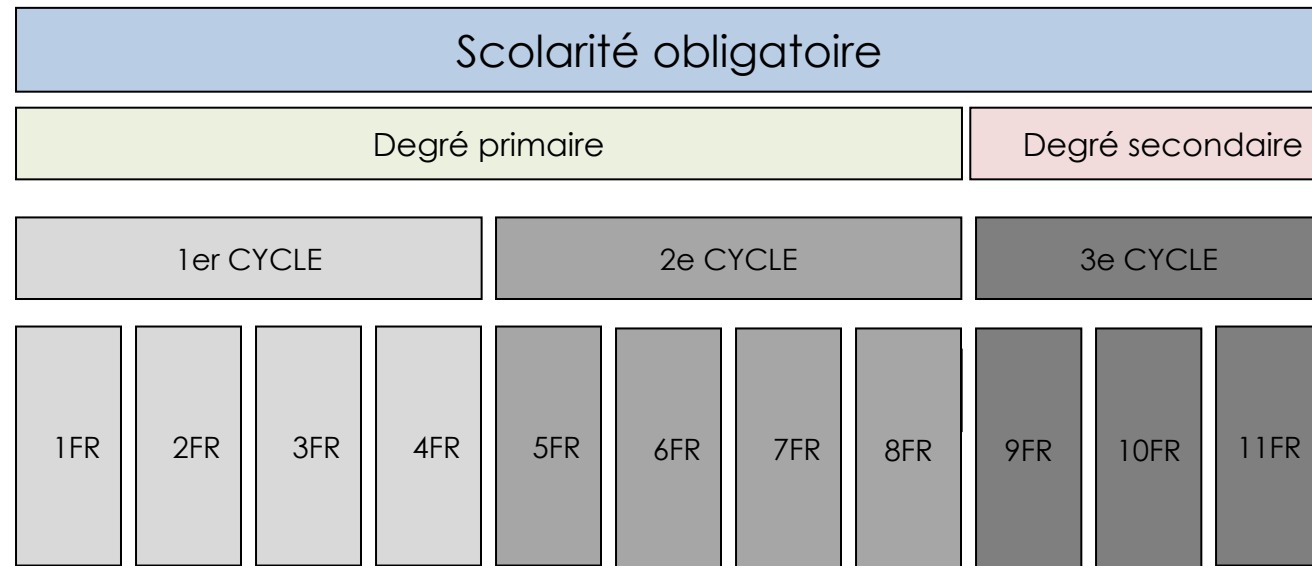 Scolarité obligatoire
Degré primaire
Degré secondaire
1er CYCLE
2e CYCLE
3e CYCLE
1FR
2FR
3FR
4FR
5FR
6FR
7FR
8FR
9FR
10FR
11FR